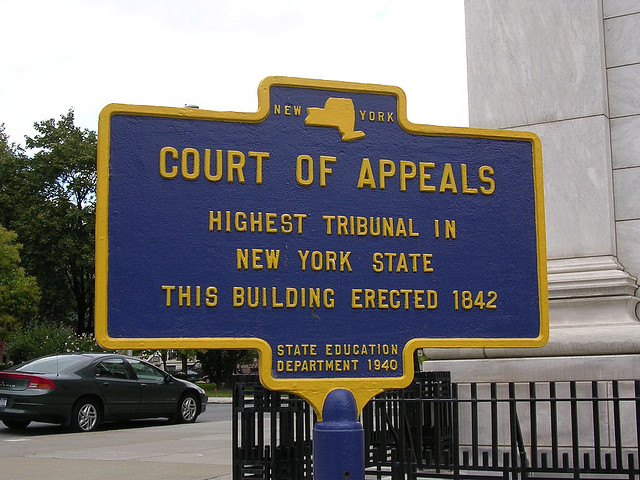 NEW YORK
COURT OF APPEALS
HIGHEST TRIBUNAL IN
NEW YORK STATE
THIS BUILDING ERECTED 1842
STATE EDUCATION
DEPARTMENT 1940